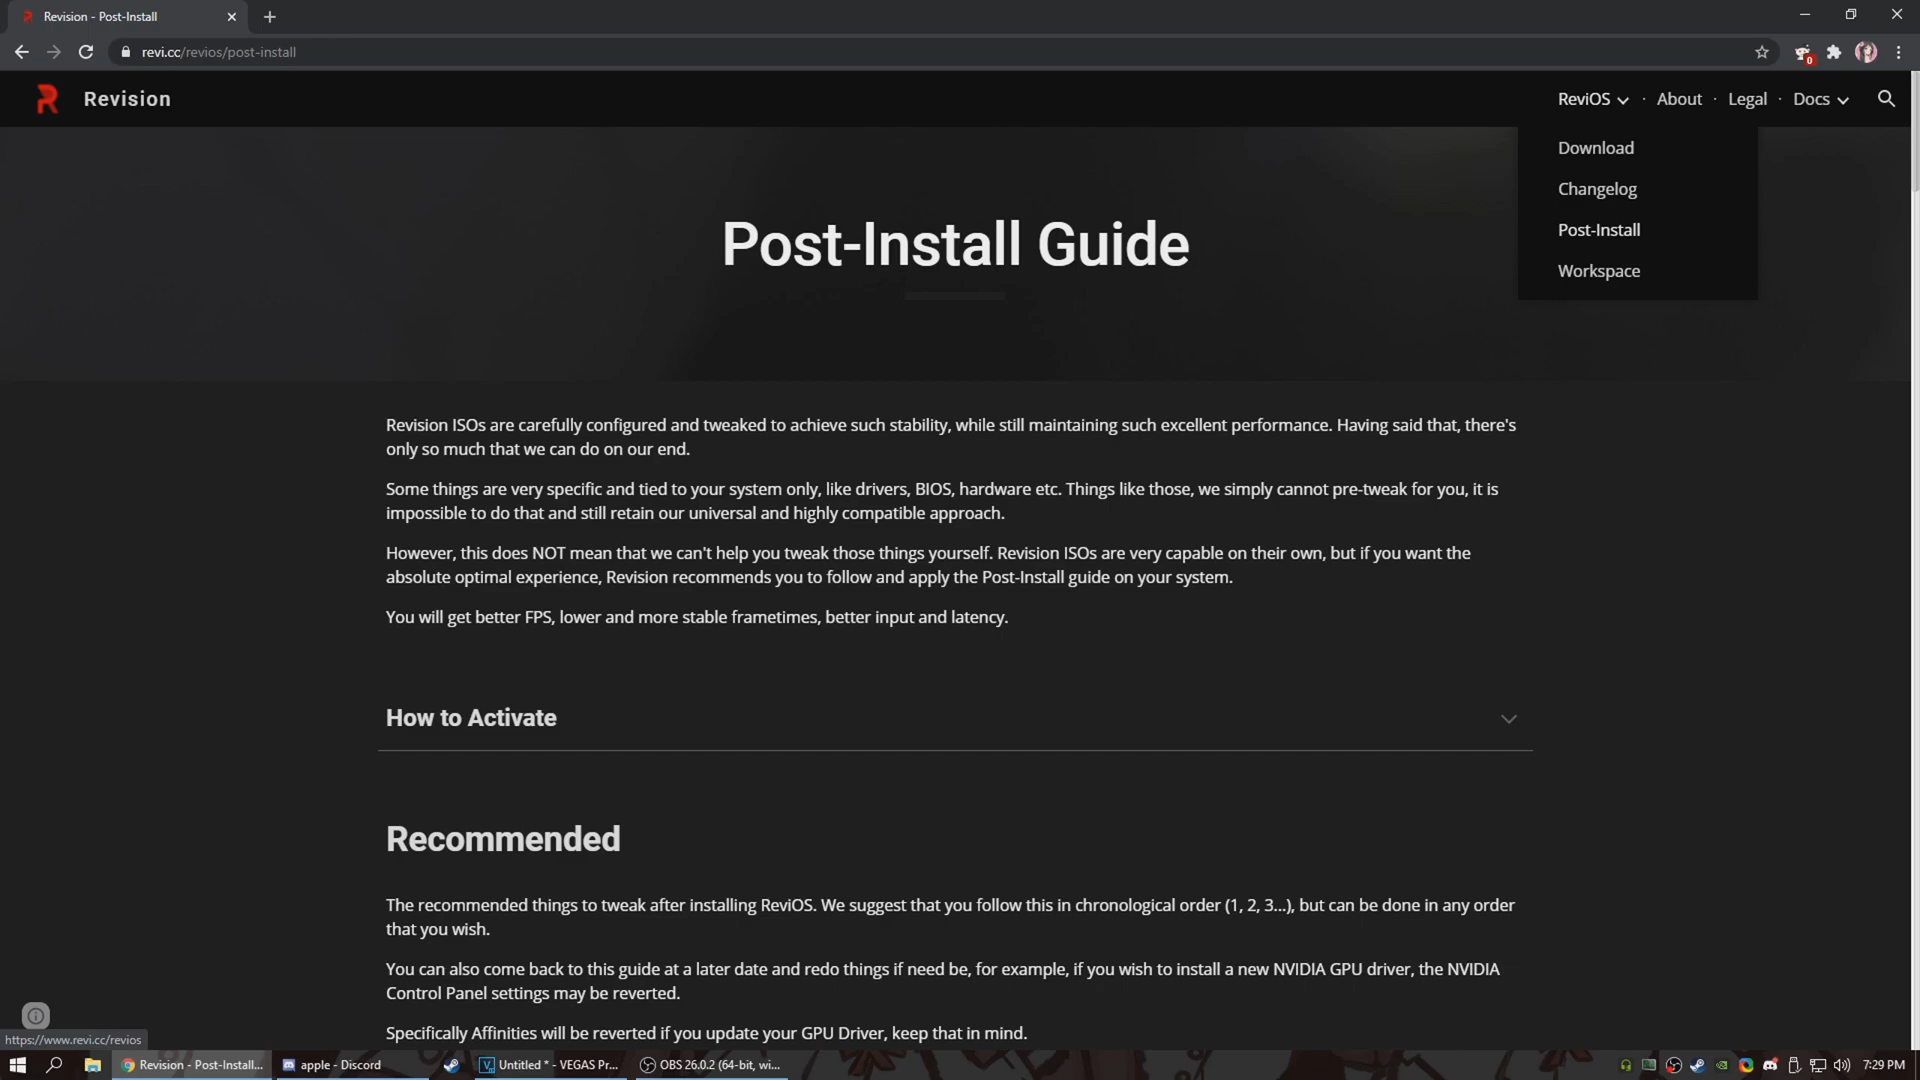 Revision - Post-Install
revi.cc/revios/post-install
0
Revision
ReviOS · About · Legal · Docs
Download
Changelog
Post-Install
Workspace
Post-Install Guide
Revision ISOs are carefully configured and tweaked to achieve such stability, while still maintaining such excellent performance. Having said that, there's
only so much that we can do on our end.
Some things are very specific and tied to your system only, like drivers, BIOS, hardware etc. Things like those, we simply cannot pre-tweak for you, it is
impossible to do that and still retain our universal and highly compatible approach.
However, this does NOT mean that we can't help you tweak those things yourself. Revision ISOs are very capable on their own, but if you want the
absolute optimal experience, Revision recommends you to follow and apply the Post-Install guide on your system.
You will get better FPS, lower and more stable frametimes, better input and latency.
How to Activate
Recommended
The recommended things to tweak after installing ReviOS. We suggest that you follow this in chronological order (1, 2, 3...), but can be done in any order
that you wish.
You can also come back to this guide at a later date and redo things if need be, for example, if you wish to install a new NVIDIA GPU driver, the NVIDIA
Control Panel settings may be reverted.
Specifically Affinities will be reverted if you update your GPU Driver, keep that in mind.
https://www.revi.cc/revios
Revision - Post-Install...
apple - Discord
Untitled * - VEGAS Pr...
OBS 26.0.2 (64-bit, wi...
7:29 PM